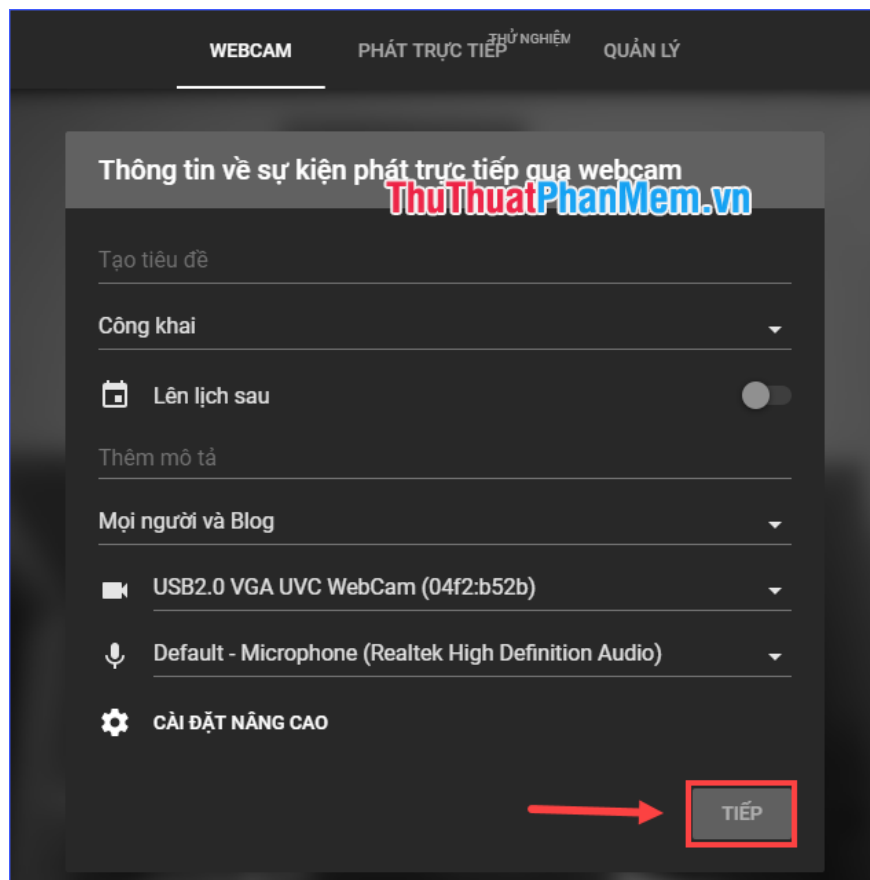 WEBCAM
PHÁT TRỰC TIẾP THỬ NGHIỆM
QUẢN LÝ
Thông tin về sự kiện phát trực tiếp qua webcam
ThuThuatPhanMem.vn
Tạo tiêu đề
Công khai
Lên lịch sau
Thêm mô tả
Mọi người và Blog
USB2.0 VGA UVC WebCam (04f2:b52b)
Default - Microphone (Realtek High Definition Audio)
CÀI ĐẶT NÂNG CAO
TIẾP